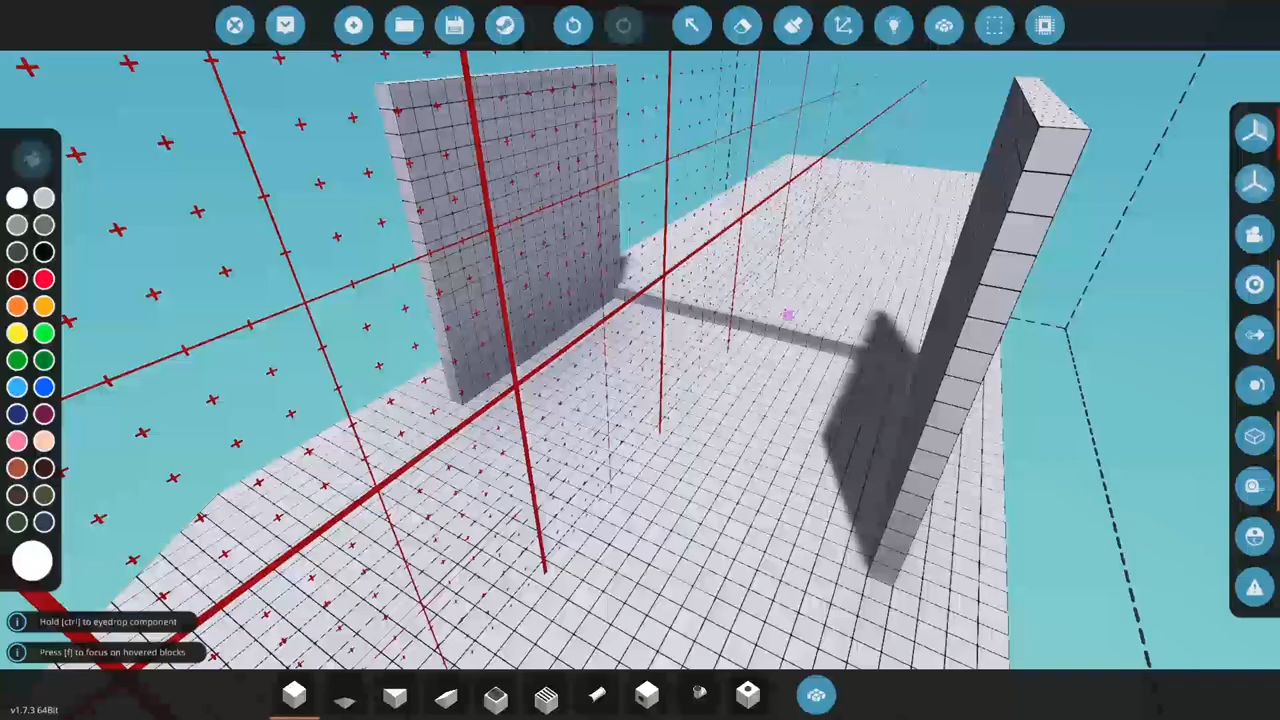 Hold [ctrl] to eyedrop component
Press [f] to focus on hovered blocks
v1.7.3 64Bit